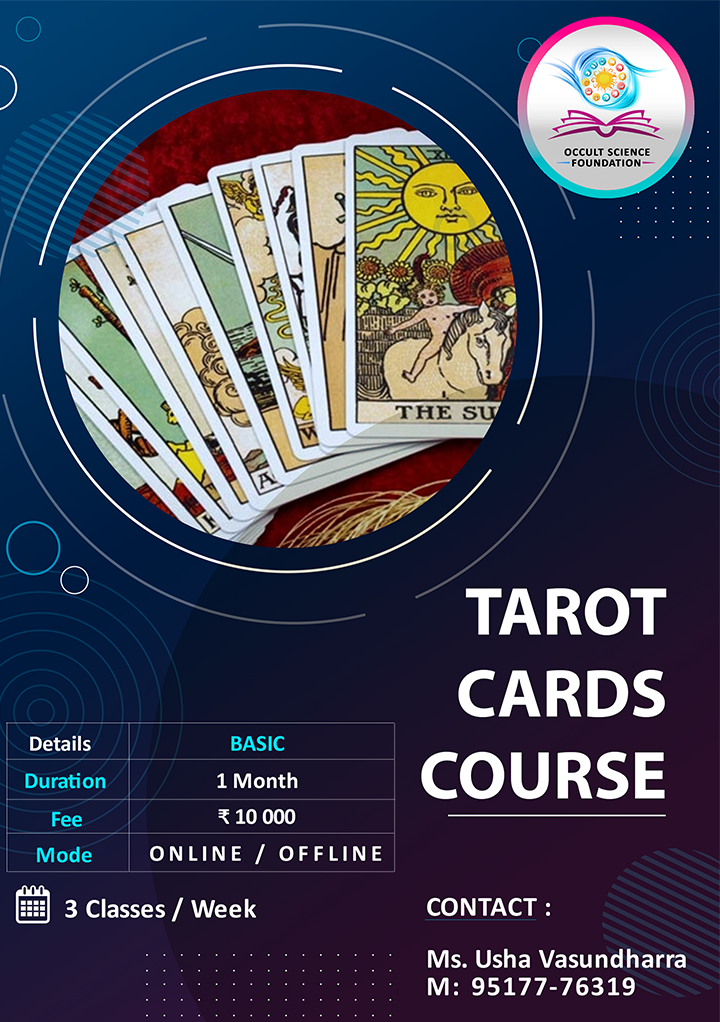 OCCULT SCIENCE
FOUNDATION
THE SU
TAROT
CARDS
COURSE
Details BASIC
Duration 1 Month
Fee ₹ 10 000
Mode ONLINE / OFFLINE
3 Classes / Week
CONTACT :
Ms. Usha Vasundharra
M: 95177-76319